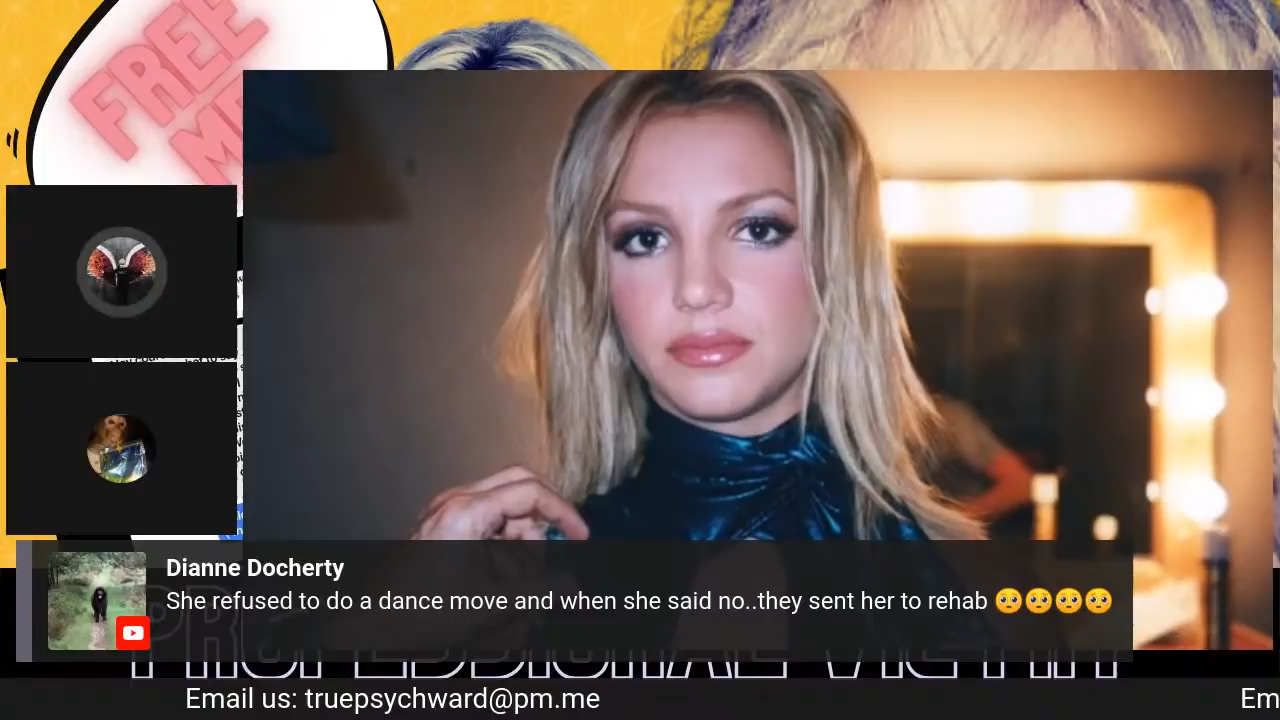 FREE
Dianne Docherty
She refused to do a dance move and when she said no..they sent her to rehab 🥺🥺🥺🥺
Email us: truepsychward@pm.me
Em